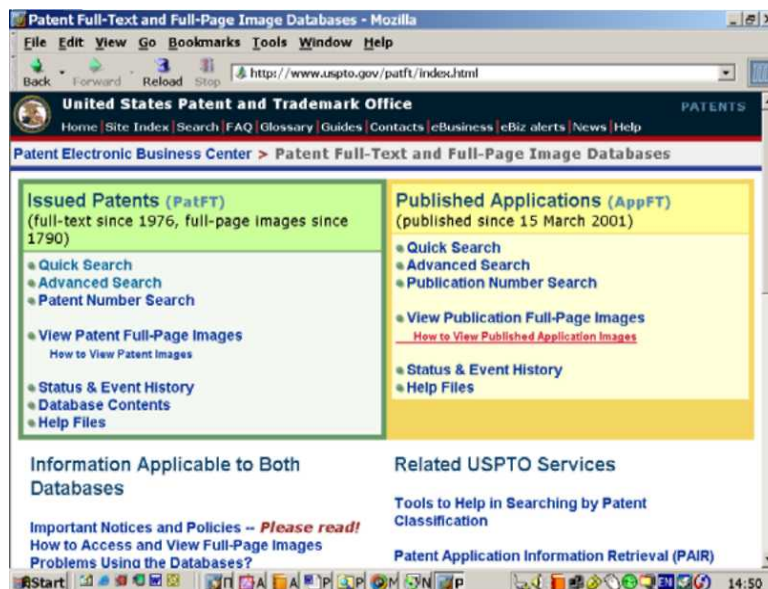 Patent Full-Text and Full-Page Image Databases - Mozilla
File Edit View Go Bookmarks Tools Window Help
Back Forward Reload Stop http://www.uspto.gov/patft/index.html
United States Patent and Trademark Office
PATENTS
Home|Site Index|Search|FAQ|Glossary|Guides|Contacts|eBusiness|eBiz alerts|News|Help
Patent Electronic Business Center > Patent Full-Text and Full-Page Image Databases
Issued Patents (PatFT)
(full-text since 1976, full-page images since
1790)
Quick Search
Advanced Search
Patent Number Search
View Patent Full-Page Images
How to View Patent Images
Status & Event History
Database Contents
Help Files
Published Applications (AppFT)
(published since 15 March 2001)
Quick Search
Advanced Search
Publication Number Search
View Publication Full-Page Images
How to View Published Application Images
Status & Event History
Help Files
Information Applicable to Both
Databases
Important Notices and Policies -- Please read!
How to Access and View Full-Page Images
Problems Using the Databases?
Related USPTO Services
Tools to Help in Searching by Patent
Classification
Patent Application Information Retrieval (PAIR)
Start П A A P P M N P EN 14:50